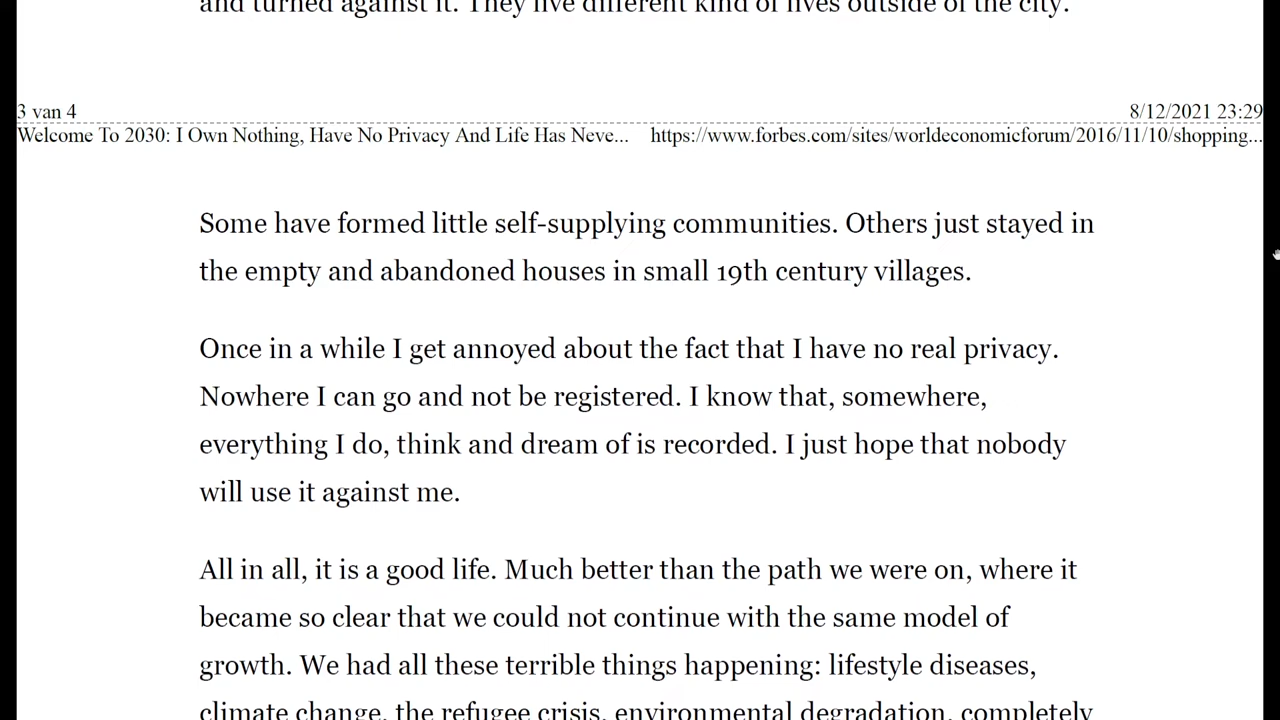 and turned against it. They live different kind of lives outside of the city.
3 van 4 8/12/2021 23:29
Welcome To 2030: I Own Nothing, Have No Privacy And Life Has Neve... https://www.forbes.com/sites/worldeconomicforum/2016/11/10/shopping...
Some have formed little self-supplying communities. Others just stayed in
the empty and abandoned houses in small 19th century villages.
Once in a while I get annoyed about the fact that I have no real privacy.
Nowhere I can go and not be registered. I know that, somewhere,
everything I do, think and dream of is recorded. I just hope that nobody
will use it against me.
All in all, it is a good life. Much better than the path we were on, where it
became so clear that we could not continue with the same model of
growth. We had all these terrible things happening: lifestyle diseases,
climate change, the refugee crisis, environmental degradation, completely